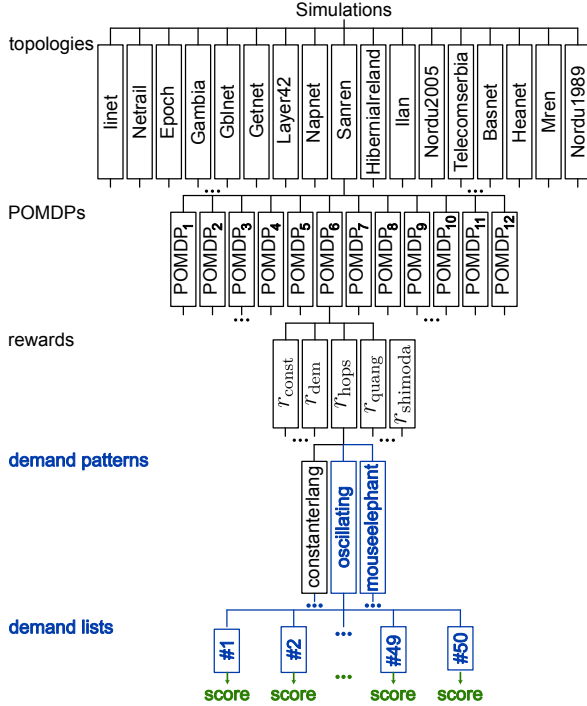 Simulations
topologies
Iinet
Netrail
Epoch
Gambia
Gblnet
Getnet
Layer42
Napnet
Sanren
HiberniaIreland
Ilan
Nordu2005
Telecomserbia
Basnet
Heanet
Mren
Nordu1989
... ...
POMDPs
POMDP1
POMDP2
POMDP3
POMDP4
POMDP5
POMDP6
POMDP7
POMDP8
POMDP9
POMDP10
POMDP11
POMDP12
... ...
rewards
rconst
rdem
rhops
rquang
rshimoda
... ...
demand patterns
constanterlang
oscillating
mouseelephant
... ...
demand lists
#1
#2
...
#49
#50
score
score
...
score
score